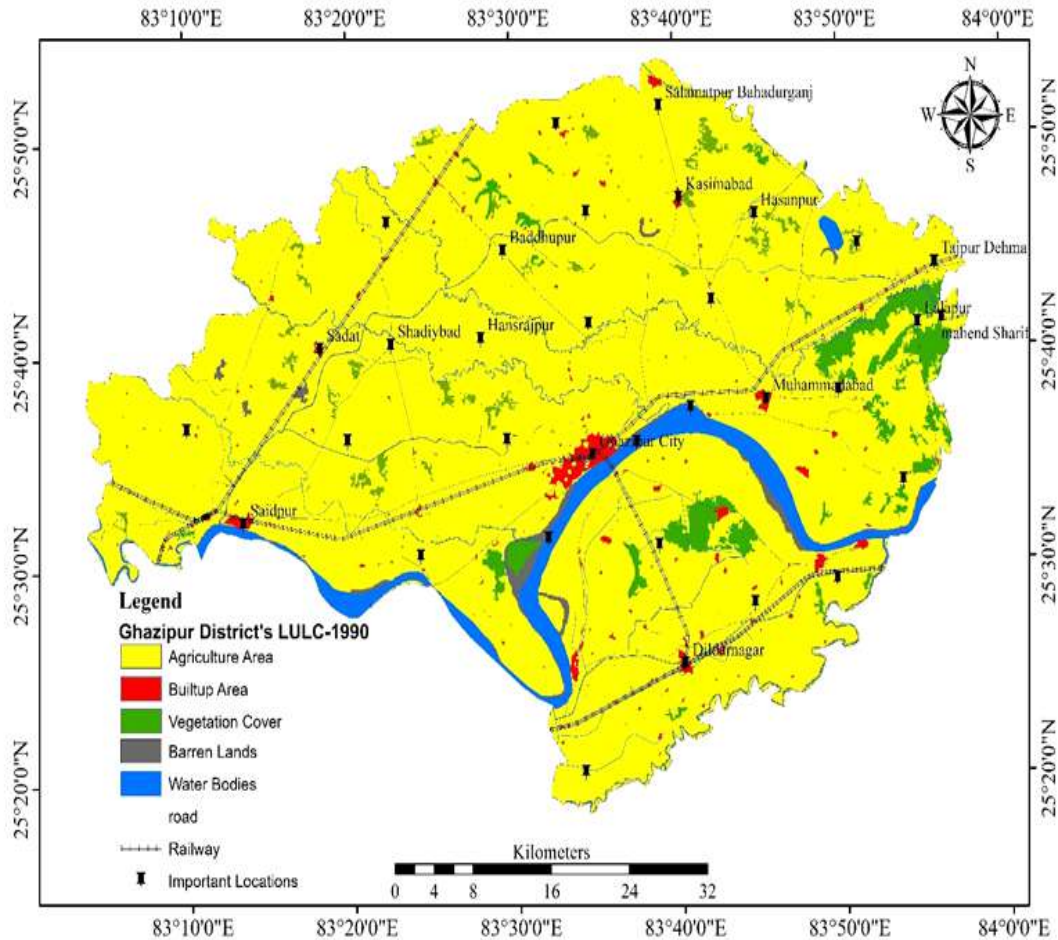 83°10'0"E 83°20'0"E 83°30'0"E 83°40'0"E 83°50'0"E 84°0'0"E
N
W E
S
25°50'0"N 25°50'0"N
25°40'0"N 25°40'0"N
25°30'0"N 25°30'0"N
25°20'0"N 25°20'0"N
Salamatpur Bahadurganj
Kasimabad
Hasanpur
Baddhupur
Tajpur Dehma
Lilapur
mahend Sharif
Hansrajpur
Shadiybad
Sadat
Muhammadabad
Ghazipur City
Saidpur
Dildarnagar
Legend
Ghazipur District's LULC-1990
Agriculture Area
Builtup Area
Vegetation Cover
Barren Lands
Water Bodies
road
Railway
Important Locations
Kilometers
0 4 8 16 24 32
83°10'0"E 83°20'0"E 83°30'0"E 83°40'0"E 83°50'0"E 84°0'0"E